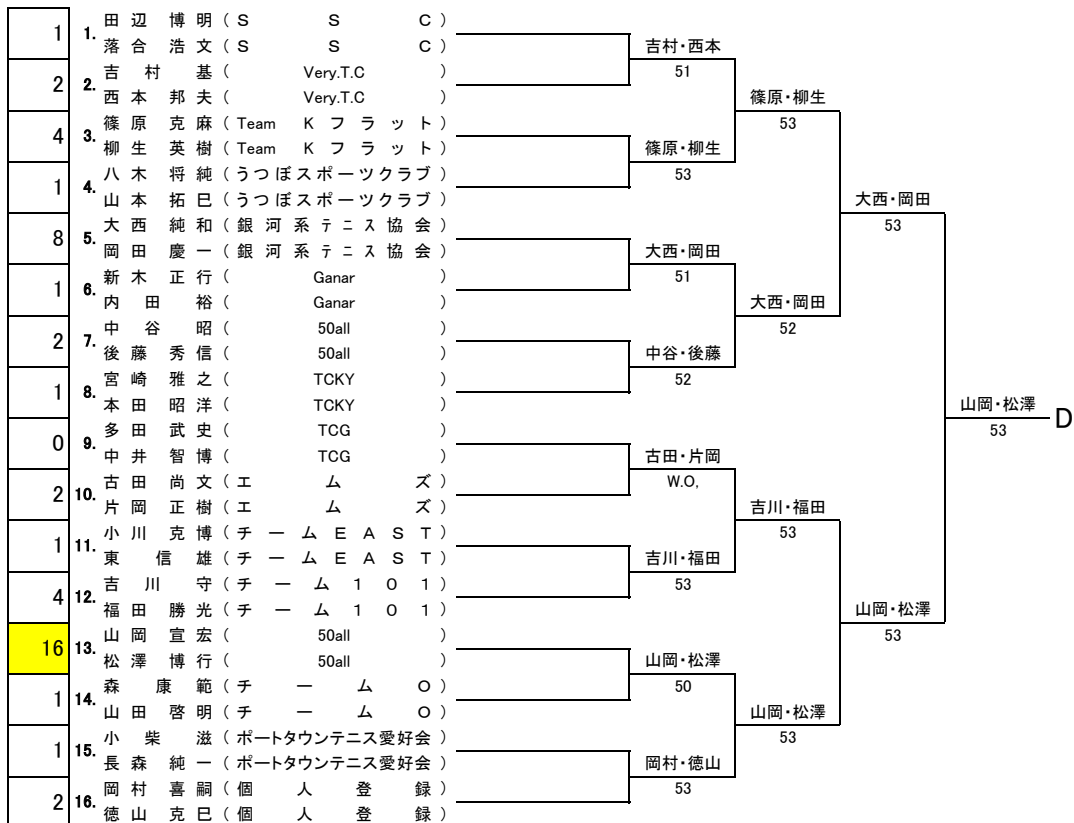 1 1. 田辺 博明 (SSC)
落合 浩文 (SSC)
2 2. 吉村 基 (Very.T.C)
西本 邦夫 (Very.T.C)
4 3. 篠原 克麻 (Team Kフラット)
柳生 英樹 (Team Kフラット)
1 4. 八木 将純 (うつぼスポーツクラブ)
山本 拓巳 (うつぼスポーツクラブ)
8 5. 大西 純和 (銀河系テニス協会)
岡田 慶一 (銀河系テニス協会)
1 6. 新木 正行 (Ganar)
内田 裕 (Ganar)
2 7. 中谷 昭 (50all)
後藤 秀信 (50all)
1 8. 宮崎 雅之 (TCKY)
本田 昭洋 (TCKY)
0 9. 多田 武史 (TCG)
中井 智博 (TCG)
2 10. 古田 尚文 (エムズ)
片岡 正樹 (エムズ)
1 11. 小川 克博 (チームEAST)
東 信雄 (チームEAST)
4 12. 吉川 守 (チーム101)
福田 勝光 (チーム101)
16 13. 山岡 宣宏 (50all)
松澤 博行 (50all)
1 14. 森 康範 (チームO)
山田 啓明 (チームO)
1 15. 小柴 滋 (ポートタウンテニス愛好会)
長森 純一 (ポートタウンテニス愛好会)
2 16. 岡村 喜嗣 (個人登録)
徳山 克巳 (個人登録)
吉村・西本
51
篠原・柳生
53
大西・岡田
51
中谷・後藤
52
古田・片岡
W.O,
吉川・福田
53
山岡・松澤
50
岡村・徳山
53
篠原・柳生
53
大西・岡田
52
吉川・福田
53
山岡・松澤
53
大西・岡田
53
山岡・松澤
53
山岡・松澤
53
D